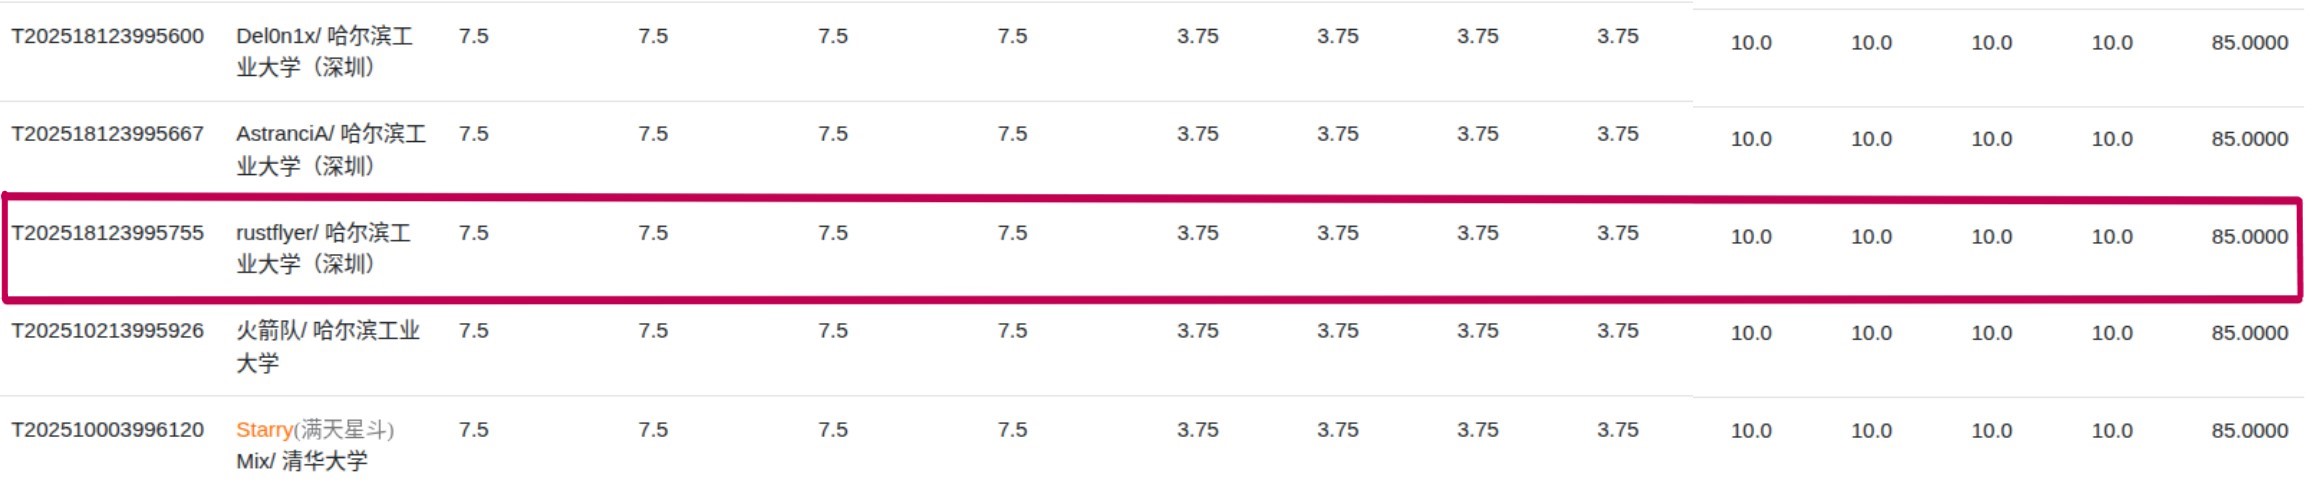 T202518123995600 Del0n1x/ 哈尔滨工 7.5 7.5 7.5 7.5 3.75 3.75 3.75 3.75 10.0 10.0 10.0 10.0 85.0000
业大学（深圳）
T202518123995667 AstranciA/ 哈尔滨工 7.5 7.5 7.5 7.5 3.75 3.75 3.75 3.75 10.0 10.0 10.0 10.0 85.0000
业大学（深圳）
T202518123995755 rustflyer/ 哈尔滨工 7.5 7.5 7.5 7.5 3.75 3.75 3.75 3.75 10.0 10.0 10.0 10.0 85.0000
业大学（深圳）
T202510213995926 火箭队/ 哈尔滨工业 7.5 7.5 7.5 7.5 3.75 3.75 3.75 3.75 10.0 10.0 10.0 10.0 85.0000
大学
T202510003996120 Starry(满天星斗) 7.5 7.5 7.5 7.5 3.75 3.75 3.75 3.75 10.0 10.0 10.0 10.0 85.0000
Mix/ 清华大学